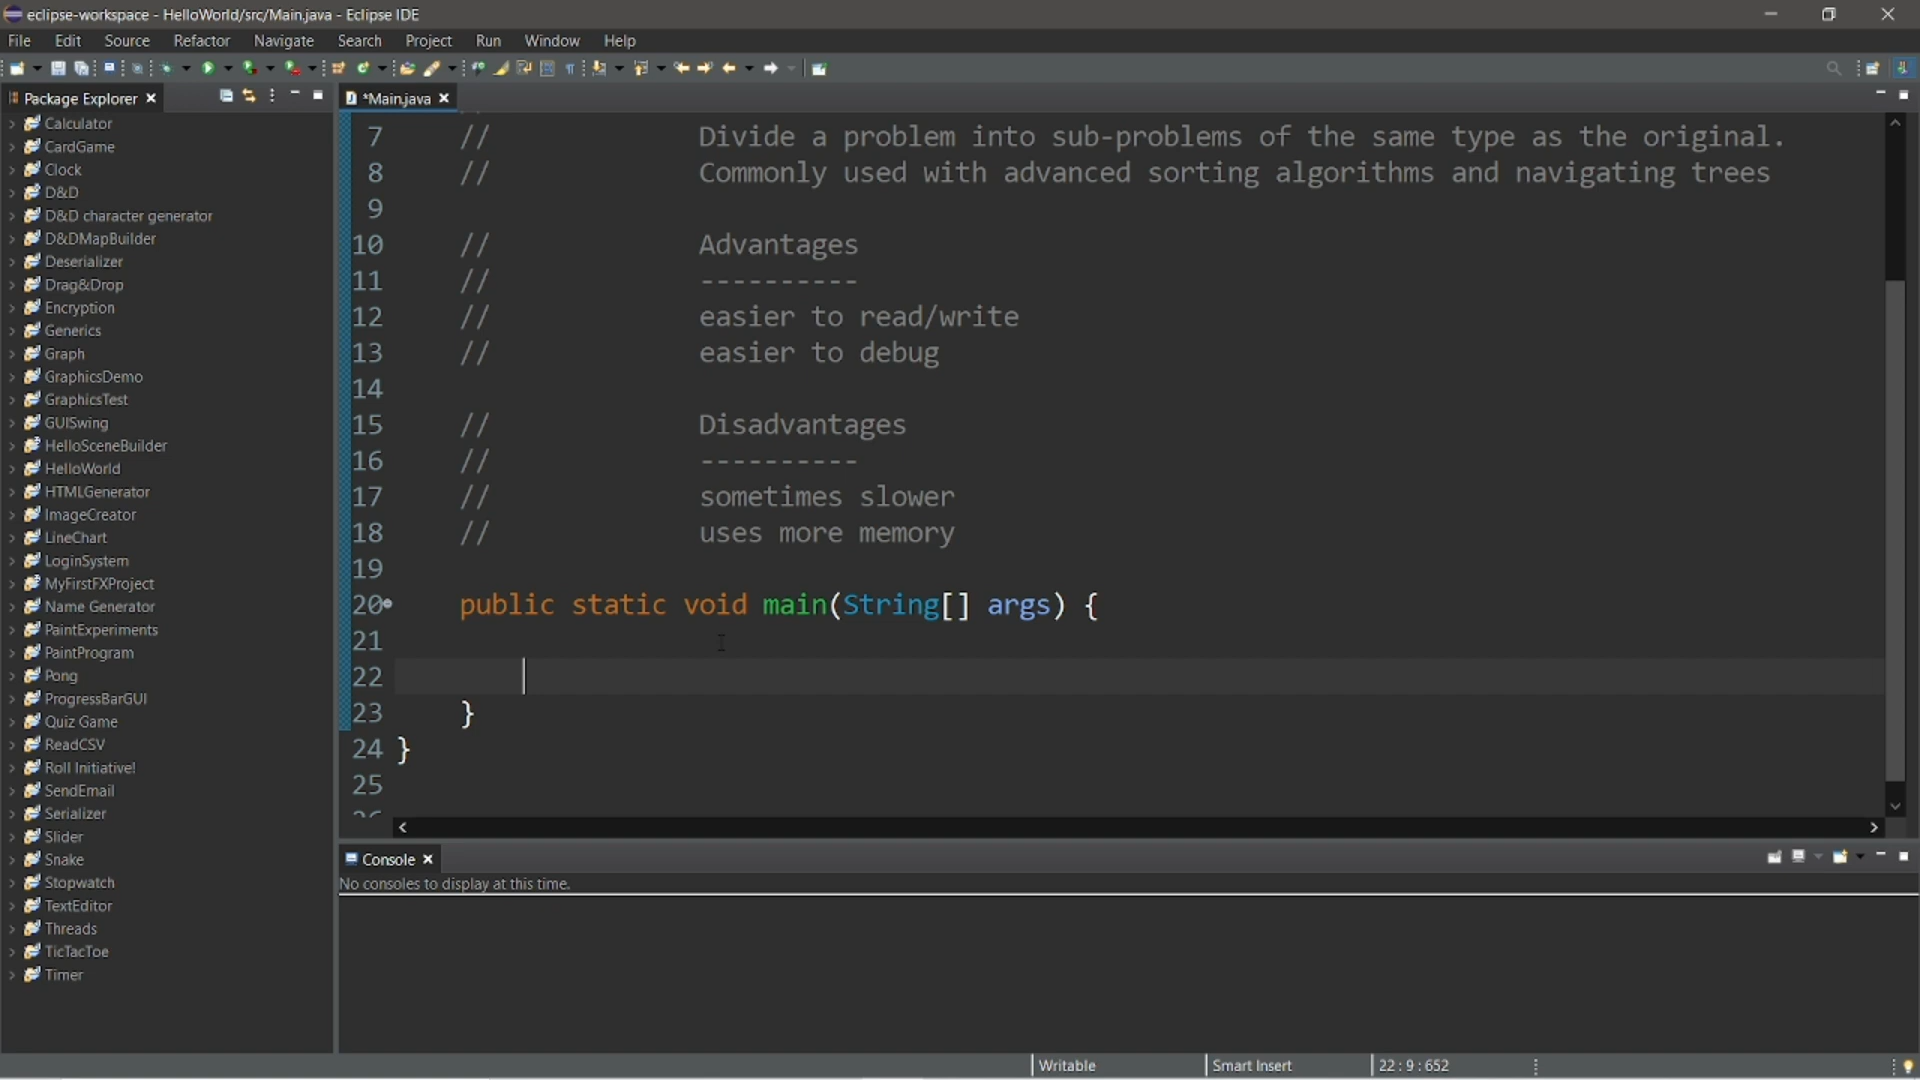 eclipse-workspace - HelloWorld/src/Main.java - Eclipse IDE
File Edit Source Refactor Navigate Search Project Run Window Help
Package Explorer
*Main.java
Calculator
CardGame
Clock
D&D
D&D character generator
D&DMapBuilder
Deserializer
Drag&Drop
Encryption
Generics
Graph
GraphicsDemo
GraphicsTest
GUISwing
HelloSceneBuilder
HelloWorld
HTMLGenerator
ImageCreator
LineChart
LoginSystem
MyFirstFXProject
Name Generator
PaintExperiments
PaintProgram
Pong
ProgressBarGUI
Quiz Game
ReadCSV
Roll Initiative!
SendEmail
Serializer
Slider
Snake
Stopwatch
TextEditor
Threads
TicTacToe
Timer
7 // Divide a problem into sub-problems of the same type as the original.
8 // Commonly used with advanced sorting algorithms and navigating trees
9
10 // Advantages
11 // ----------
12 // easier to read/write
13 // easier to debug
14
15 // Disadvantages
16 // ----------
17 // sometimes slower
18 // uses more memory
19
20 public static void main(String[] args) {
21
22
23 }
24 }
25
Console
No consoles to display at this time.
Writable Smart Insert 22 : 9 : 652